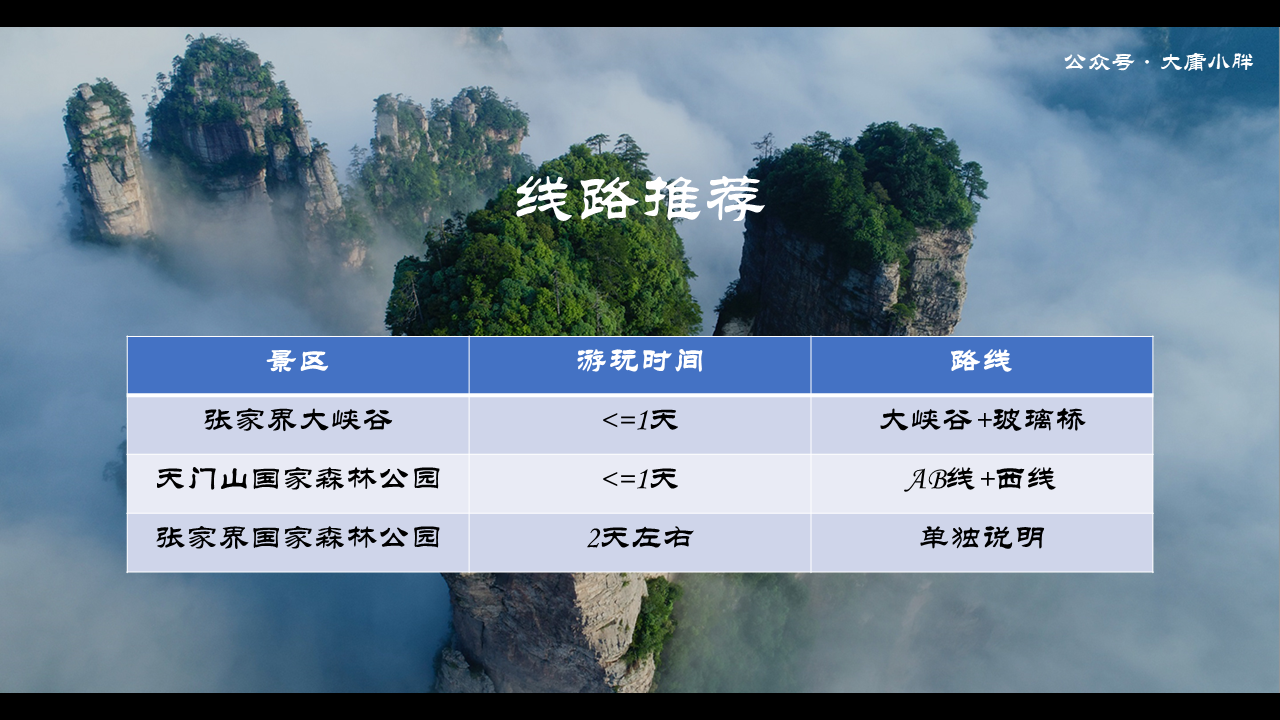 公众号·大庸小胖
线路推荐
景区 游玩时间 路线
张家界大峡谷 <=1天 大峡谷+玻璃桥
天门山国家森林公园 <=1天 AB线+西线
张家界国家森林公园 2天左右 单独说明